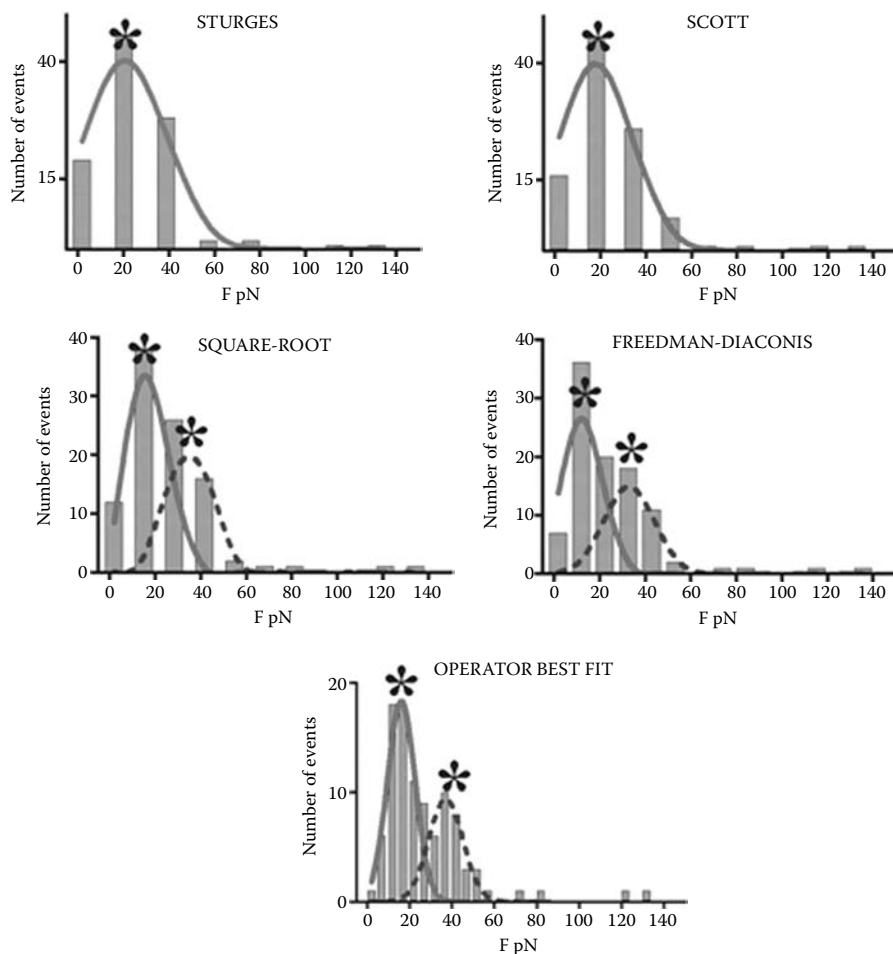 STURGES
Number of events
40
15
0 20 40 60 80 100 120 140
F pN
SCOTT
Number of events
40
15
0 20 40 60 80 100 120 140
F pN
SQUARE-ROOT
Number of events
40
30
20
10
0
0 20 40 60 80 100 120 140
F pN
FREEDMAN-DIACONIS
Number of events
40
30
20
10
0
0 20 40 60 80 100 120 140
F pN
OPERATOR BEST FIT
Number of events
20
10
0
0 20 40 60 80 100 120 140
F pN